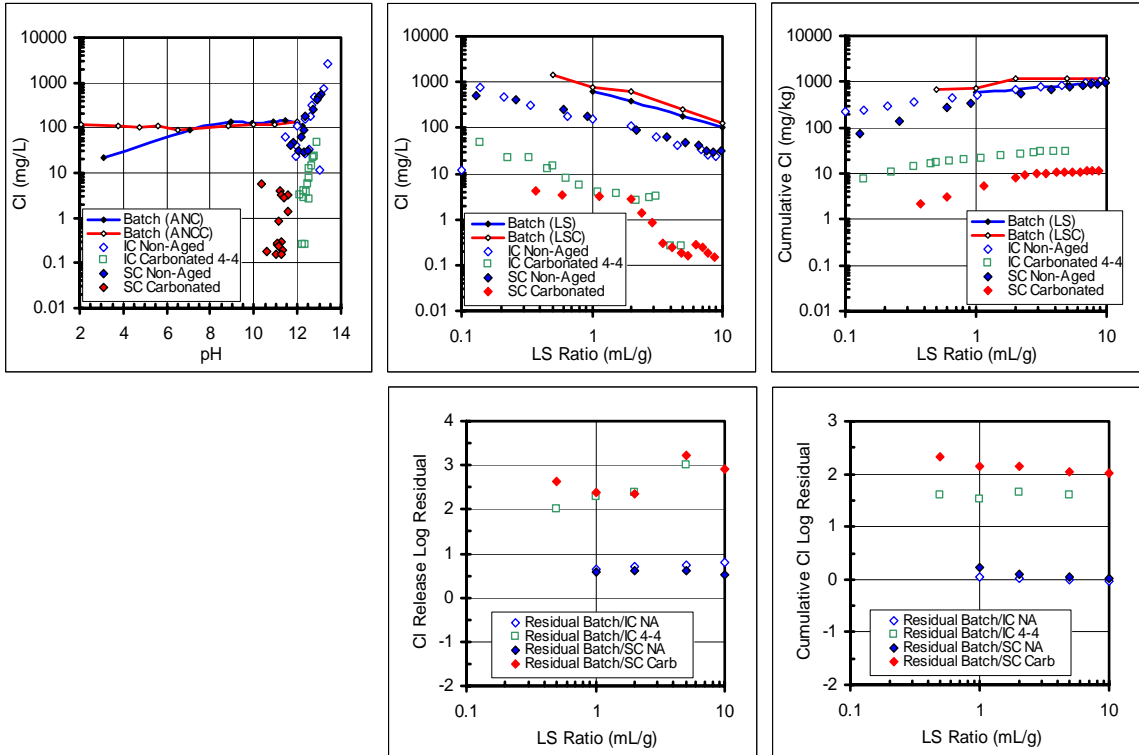 10000
1000
100
10
1
0.1
0.01
Cl (mg/L)
Batch (ANC)
Batch (ANCC)
IC Non-Aged
IC Carbonated 4-4
SC Non-Aged
SC Carbonated
2 4 6 8 10 12 14
pH
10000
1000
100
10
1
0.1
0.01
Cl (mg/L)
Batch (LS)
Batch (LSC)
IC Non-Aged
IC Carbonated 4-4
SC Non-Aged
SC Carbonated
0.1 1 10
LS Ratio (mL/g)
10000
1000
100
10
1
0.1
0.01
Cumulative Cl (mg/kg)
Batch (LS)
Batch (LSC)
IC Non-Aged
IC Carbonated 4-4
SC Non-Aged
SC Carbonated
0.1 1 10
LS Ratio (mL/g)
4
3
2
1
0
-1
-2
Cl Release Log Residual
Residual Batch/IC NA
Residual Batch/IC 4-4
Residual Batch/SC NA
Residual Batch/SC Carb
0.1 1 10
LS Ratio (mL/g)
3
2
1
0
-1
-2
Cumulative Cl Log Residual
Residual Batch/IC NA
Residual Batch/IC 4-4
Residual Batch/SC NA
Residual Batch/SC Carb
0.1 1 10
LS Ratio (mL/g)